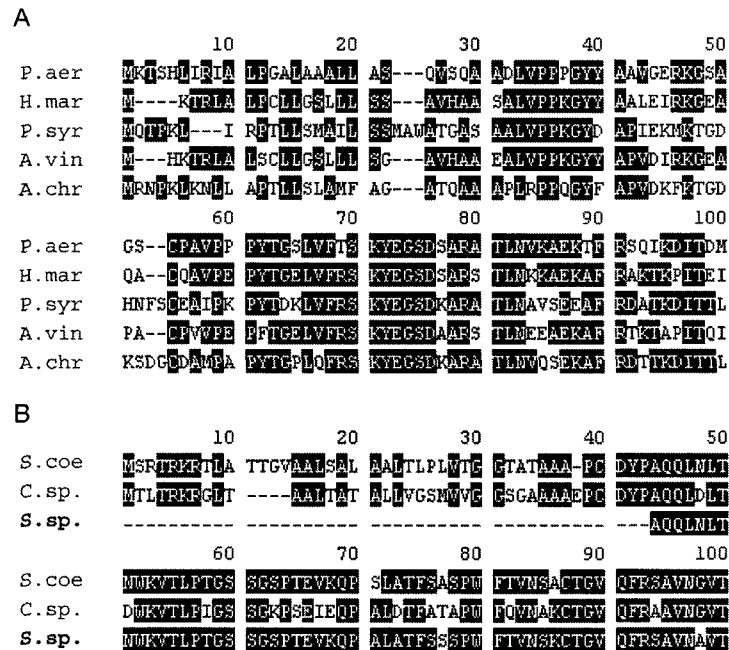 A
10 20 30 40 50
P.aer MKTSHLIRIA LPGALAAALL AS---QVSQA ADLVPPPGYY AAVGERKGSA
H.mar M----KTRLA LPCLLGSLLL SS---AVHAA SALVPPKGYY AALEIRKGEA
P.syr MQTPKL---I RPTLLSMAIL SSMAWATGAS AALVPPKGYD APIEKMKTGD
A.vin M---HKTRLA LSCLLGSLLL SG---AVHAA EALVPPKGYY APVDIRKGEA
A.chr MRNPKLKNLL APTLLSLAMF AG---ATQAA APLRPPQGYF APVDKFKTGD
60 70 80 90 100
P.aer GS--CPAVPP PYTGSLVFTS KYEGSDSARA TLNVKAEKTF RSQIKDITDM
H.mar QA--CQAVPE PYTGELVFRS KYEGSDSARS TLNKKAEKAF RAKTKPITEI
P.syr HNFSCEAIPK PYTDKLVFRS KYEGSDKARA TLNAVSEEAF RDATKDITTL
A.vin PA--CPVVPE PFTGELVFRS KYEGSDAARS TLNEEAEKAF RTKTAPITQI
A.chr KSDGCDAMPA PYTGPLQFRS KYEGSDKARA TLNVQSEKAF RDTTKDITTL
B
10 20 30 40 50
S.coe MSRTRKRTLA TTGVAALSAL AALTLPLVTG GTATAAA-PC DYPAQQLNLT
C.sp. MTLTRKRGLT ----AALTAT ALLVGSMVVG GSGAAAAEPC DYPAQQLDLT
S.sp. ---------- ---------- ---------- ---------- ---AQQLNLT
60 70 80 90 100
S.coe NWKVTLPTGS SGSPTEVKQP SLATFSASPW FTVNSACTGV QFRSAVNGVT
C.sp. DWKVTLPIGS SGKPSEIEQP ALDTFATAPW FQVNAKCTGV QFRAAVNGVT
S.sp. NWKVTLPTGS SGSPTEVKQP ALATFSSSPW FTVNSKCTGV QFRSAVNAVT